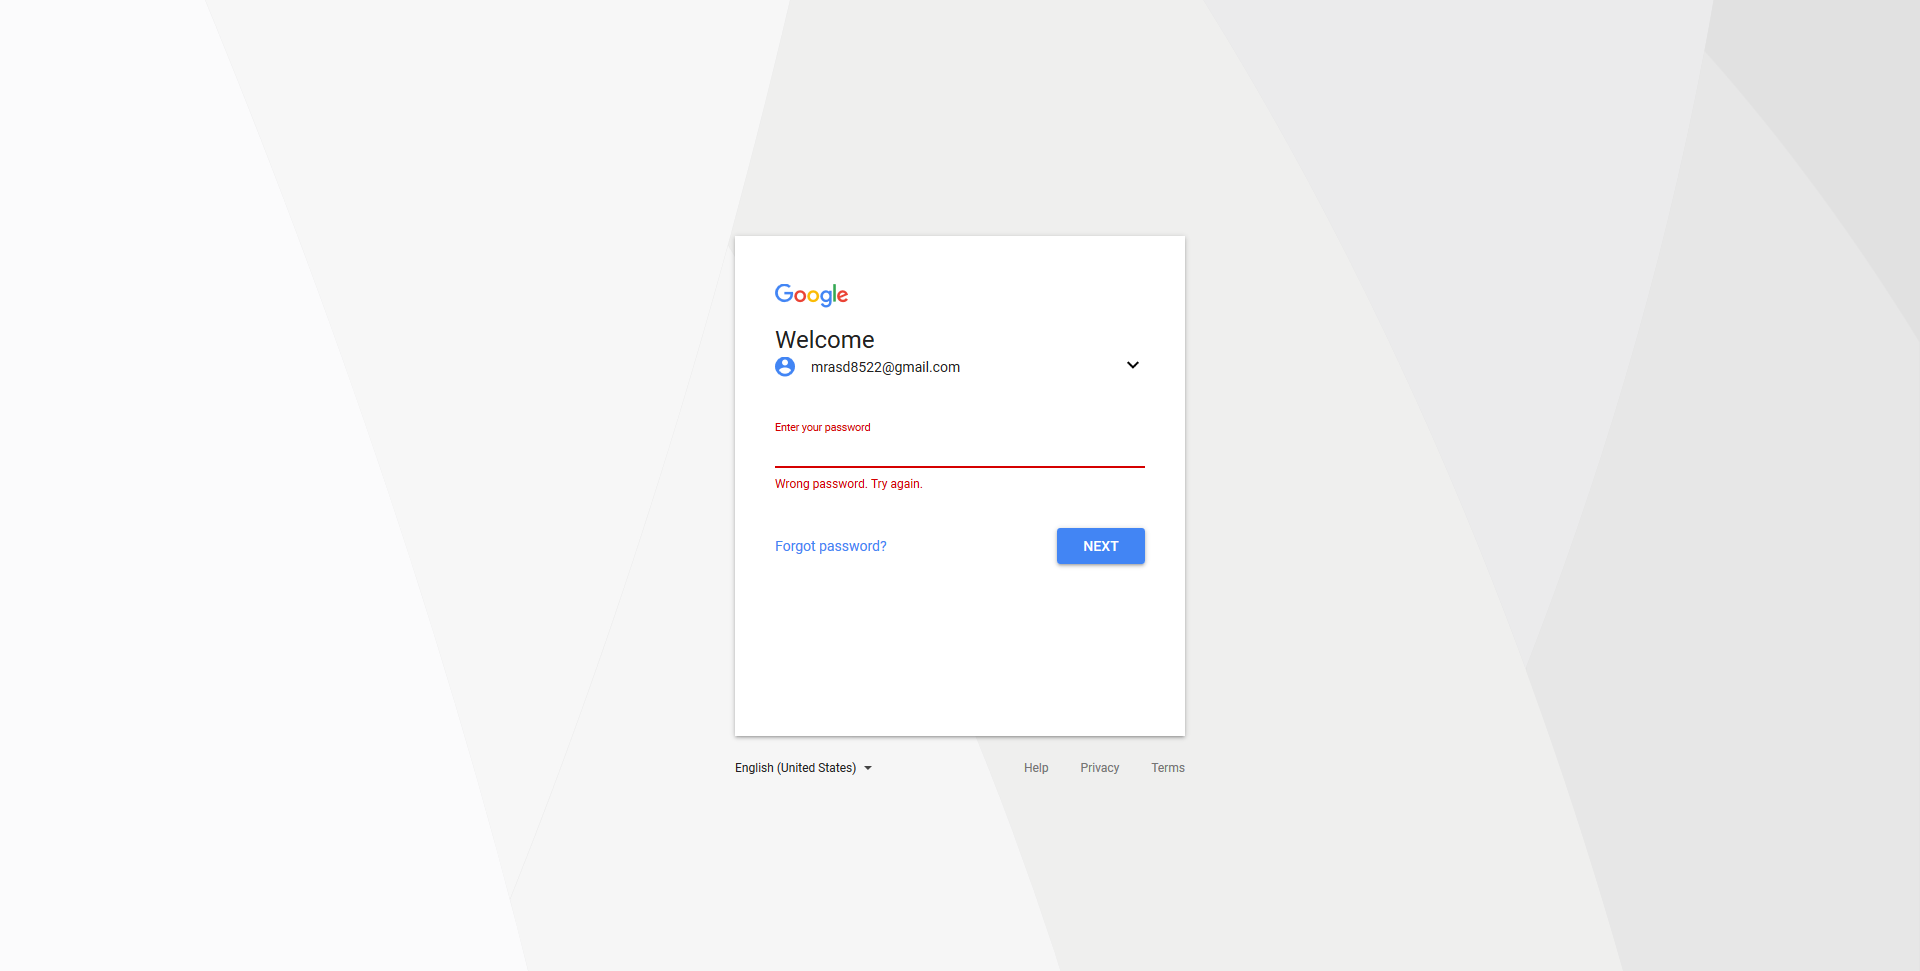 Google
Welcome
mrasd8522@gmail.com
Enter your password
Wrong password. Try again.
Forgot password?
NEXT
English (United States)
Help
Privacy
Terms